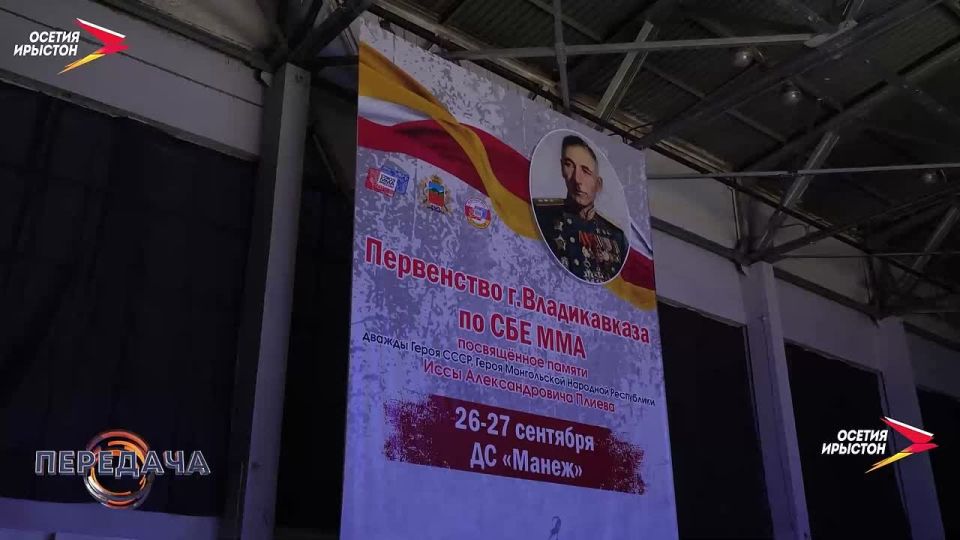 ОСЕТИЯ
ИРЫСТОН
Первенство г.Владикавказа
по СБЕ ММА
посвящённое памяти
дважды Героя СССР, Героя Монгольской Народной Республики
Иссы Александровича Плиева
26-27 сентября
ДС «Манеж»
ПЕРЕДАЧА
ОСЕТИЯ
ИРЫСТОН